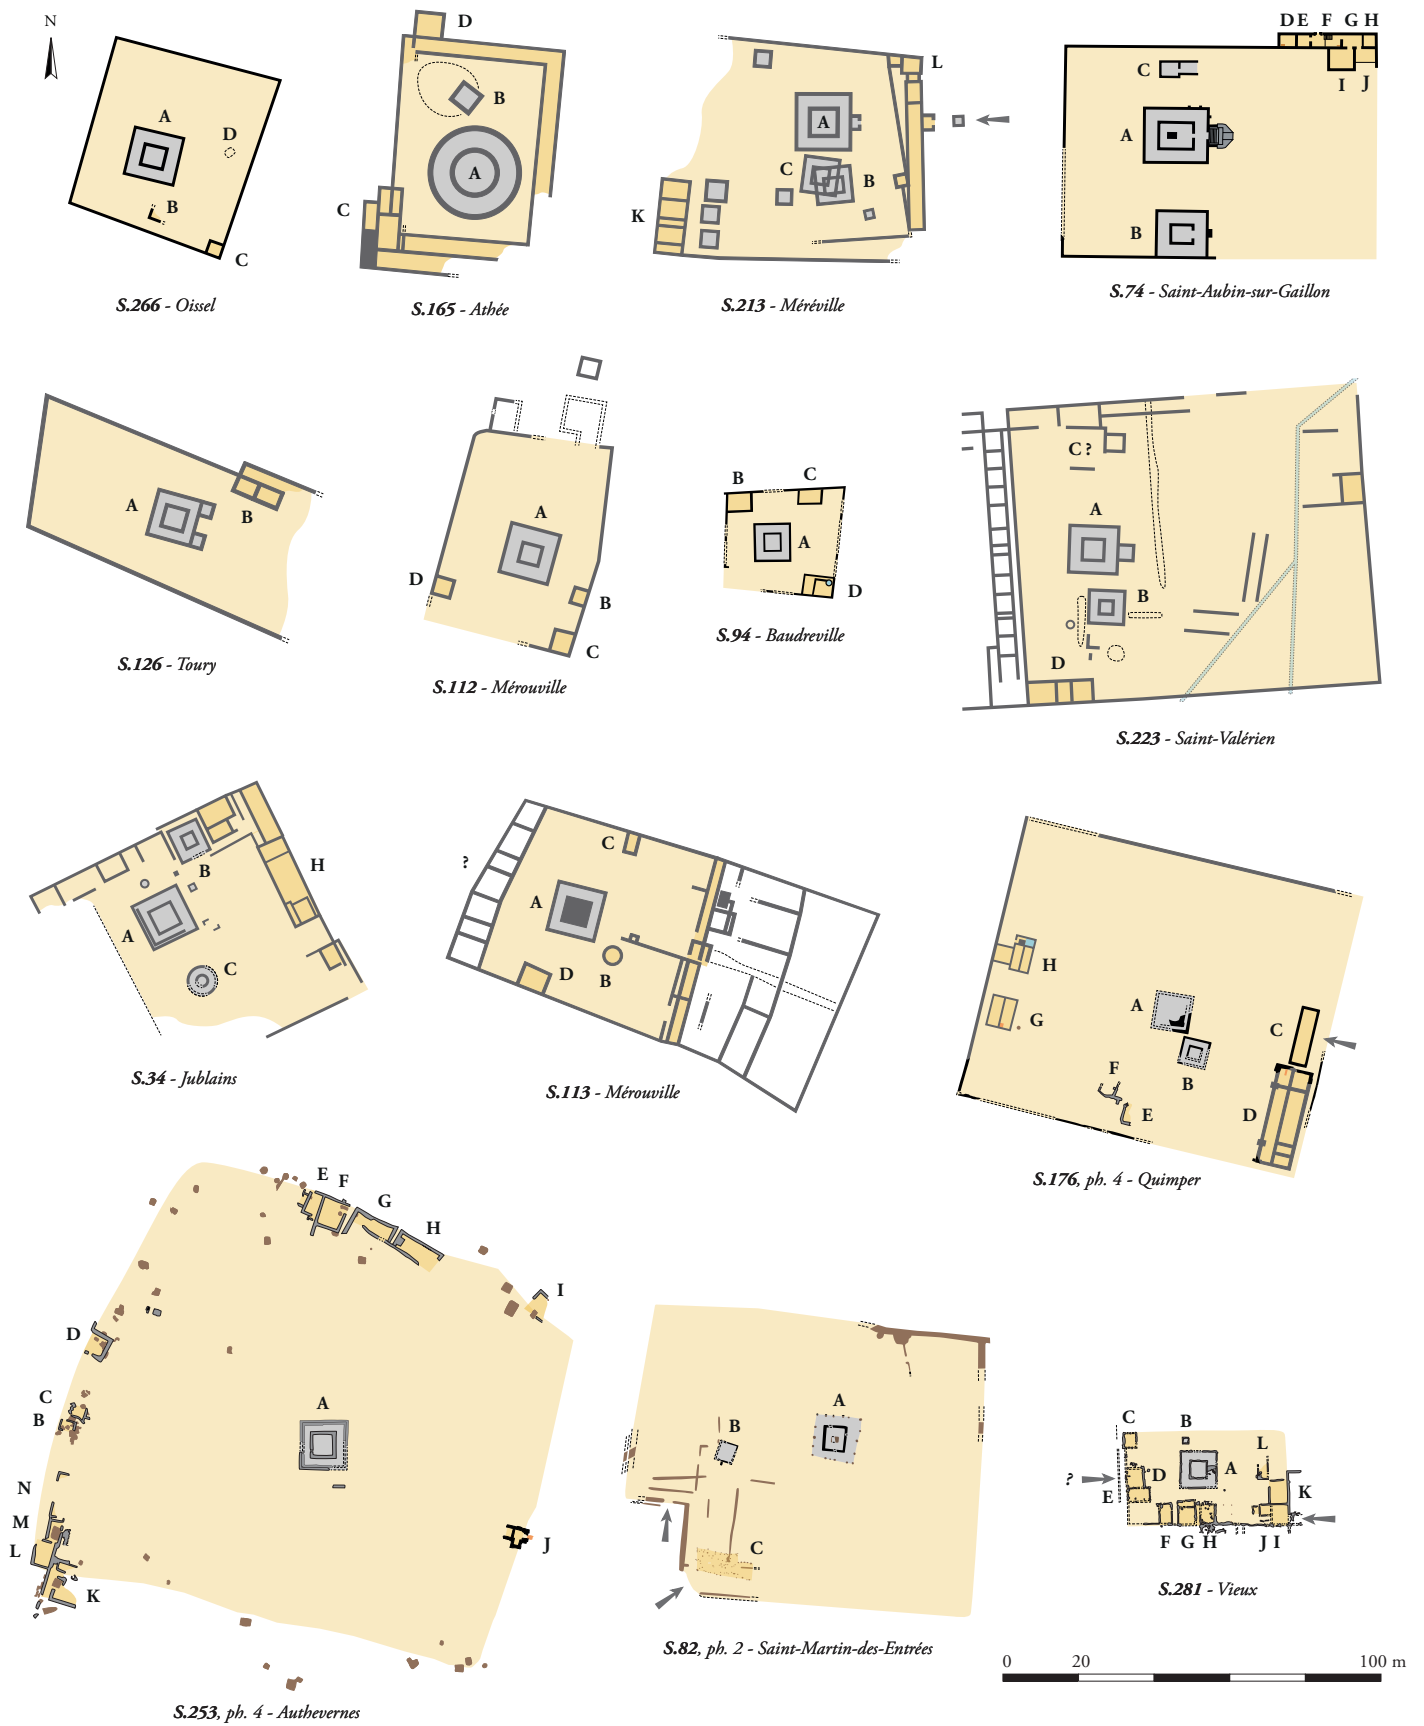 N
A
B
C
D
S.266 - Oissel
D
B
A
C
S.165 - Athée
L
A
C
B
K
S.213 - Méréville
D E F G H
C
I J
A
B
S.74 - Saint-Aubin-sur-Gaillon
A
B
S.126 - Toury
A
D
B
C
S.112 - Mérouville
B C
A
D
S.94 - Baudreville
C ?
A
B
D
S.223 - Saint-Valérien
H
B
A
C
S.34 - Jublains
?
C
A
D
B
S.113 - Mérouville
H
A
G
C
B
F
E
D
S.176, ph. 4 - Quimper
E F
G
H
I
D
A
C
B
N
M
L
J
K
S.253, ph. 4 - Authevernes
A
B
C
S.82, ph. 2 - Saint-Martin-des-Entrées
C B
L
? D A
E K
F G H J I
S.281 - Vieux
0 20 100 m